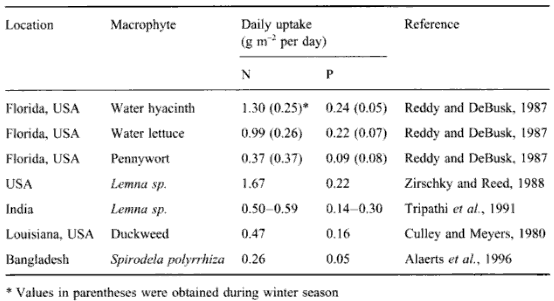 Location Macrophyte Daily uptake Reference
(g m⁻² per day)
N P
Florida, USA Water hyacinth 1.30 (0.25)* 0.24 (0.05) Reddy and DeBusk, 1987
Florida, USA Water lettuce 0.99 (0.26) 0.22 (0.07) Reddy and DeBusk, 1987
Florida, USA Pennywort 0.37 (0.37) 0.09 (0.08) Reddy and DeBusk, 1987
USA Lemna sp. 1.67 0.22 Zirschky and Reed, 1988
India Lemna sp. 0.50–0.59 0.14–0.30 Tripathi et al., 1991
Louisiana, USA Duckweed 0.47 0.16 Culley and Meyers, 1980
Bangladesh Spirodela polyrrhiza 0.26 0.05 Alaerts et al., 1996
* Values in parentheses were obtained during winter season